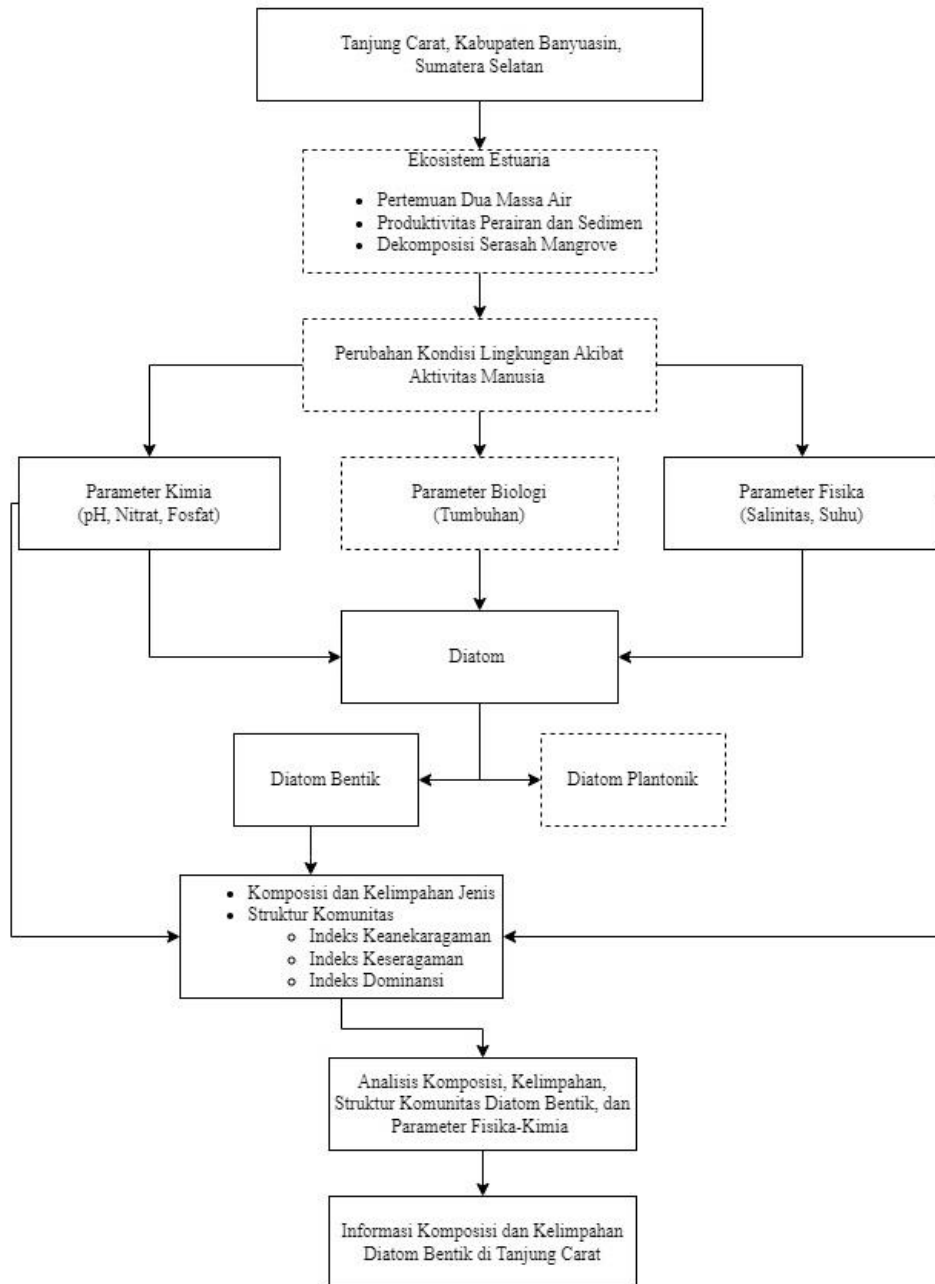 Tanjung Carat, Kabupaten Banyuasin,
Sumatera Selatan
Ekosistem Estuaria
• Pertemuan Dua Massa Air
• Produktivitas Perairan dan Sedimen
• Dekomposisi Serasah Mangrove
Perubahan Kondisi Lingkungan Akibat
Aktivitas Manusia
Parameter Kimia
(pH, Nitrat, Fosfat)
Parameter Biologi
(Tumbuhan)
Parameter Fisika
(Salinitas, Suhu)
Diatom
Diatom Bentik
Diatom Plantonik
• Komposisi dan Kelimpahan Jenis
• Struktur Komunitas
○ Indeks Keanekaragaman
○ Indeks Keseragaman
○ Indeks Dominansi
Analisis Komposisi, Kelimpahan,
Struktur Komunitas Diatom Bentik, dan
Parameter Fisika-Kimia
Informasi Komposisi dan Kelimpahan
Diatom Bentik di Tanjung Carat